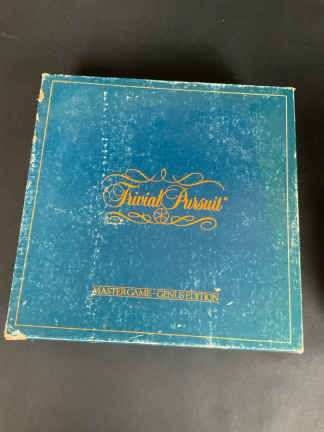 Trivial Pursuit®
MASTER GAME - GENUS EDITION